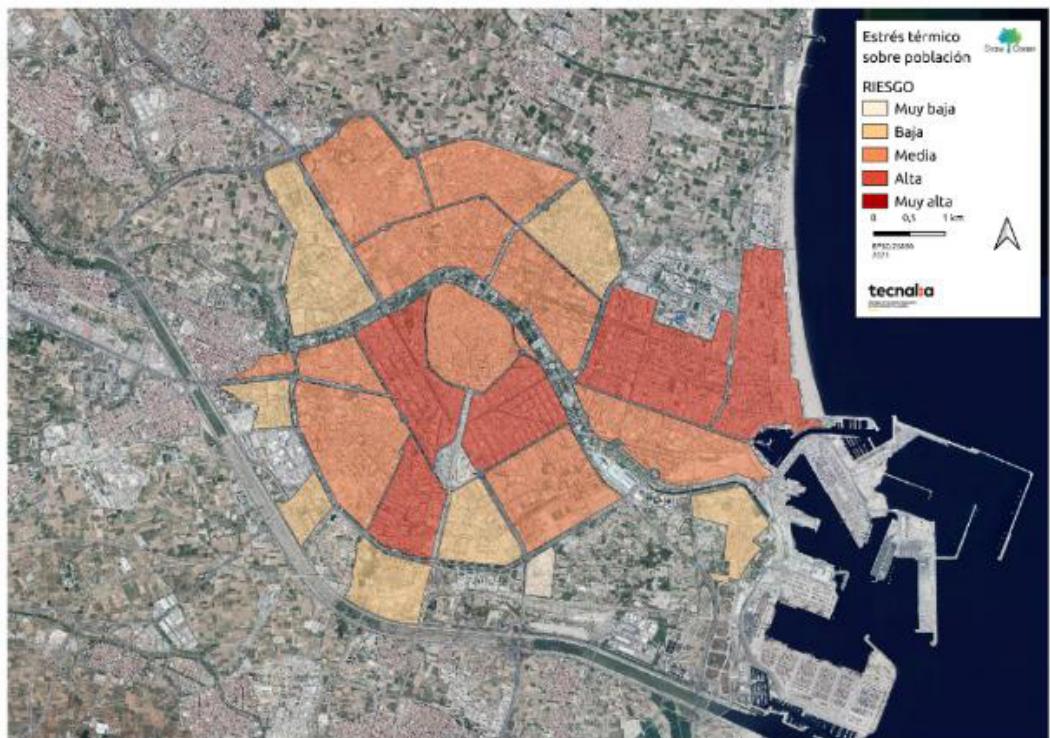 Estrés térmico
sobre población
RIESGO
Muy baja
Baja
Media
Alta
Muy alta
0 0,5 1 km
tecnalia